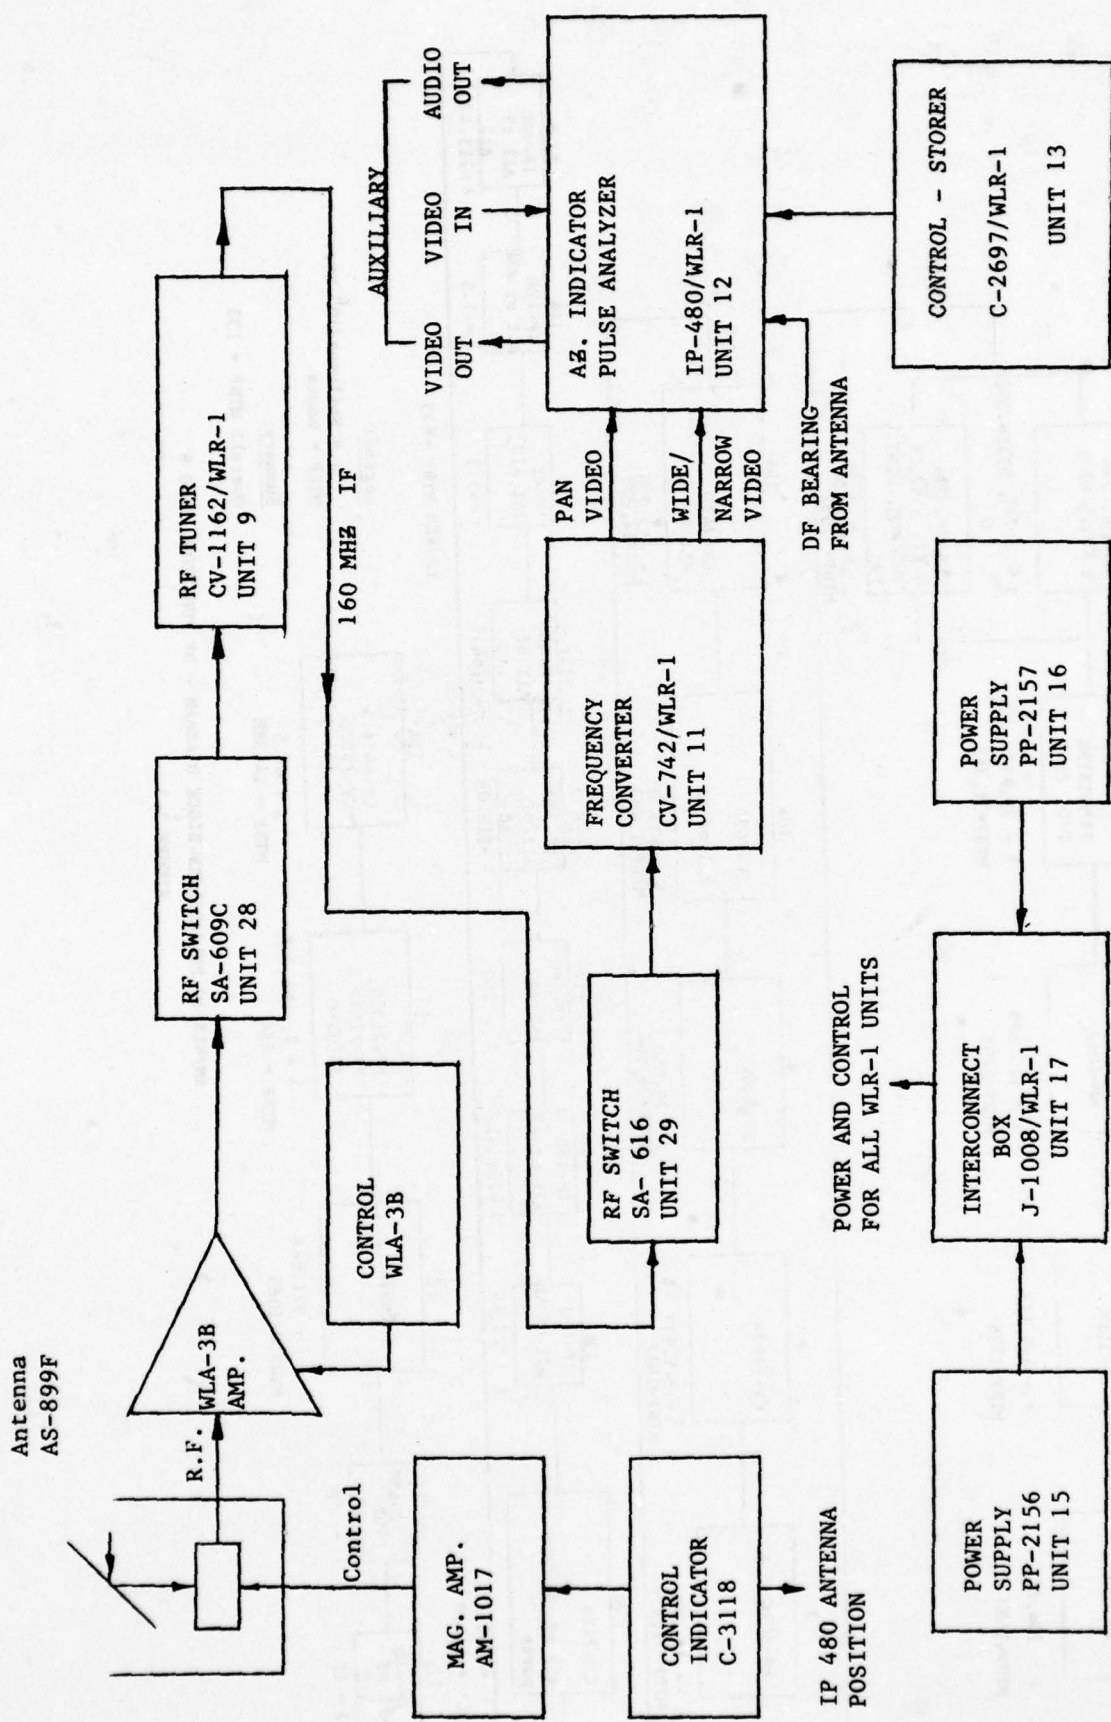 Antenna
AS-899F
R.F.
WLA-3B
AMP.
Control
MAG. AMP.
AM-1017
CONTROL
INDICATOR
C-3118
IP 480 ANTENNA
POSITION
CONTROL
WLA-3B
RF SWITCH
SA-609C
UNIT 28
RF TUNER
CV-1162/WLR-1
UNIT 9
160 MHZ IF
RF SWITCH
SA- 616
UNIT 29
FREQUENCY
CONVERTER
CV-742/WLR-1
UNIT 11
PAN
VIDEO
WIDE/
NARROW
VIDEO
AUXILIARY
VIDEO
OUT
VIDEO
IN
AUDIO
OUT
AZ. INDICATOR
PULSE ANALYZER
IP-480/WLR-1
UNIT 12
DF BEARING
FROM ANTENNA
CONTROL - STORER
C-2697/WLR-1
UNIT 13
POWER
SUPPLY
PP-2156
UNIT 15
POWER AND CONTROL
FOR ALL WLR-1 UNITS
INTERCONNECT
BOX
J-1008/WLR-1
UNIT 17
POWER
SUPPLY
PP-2157
UNIT 16